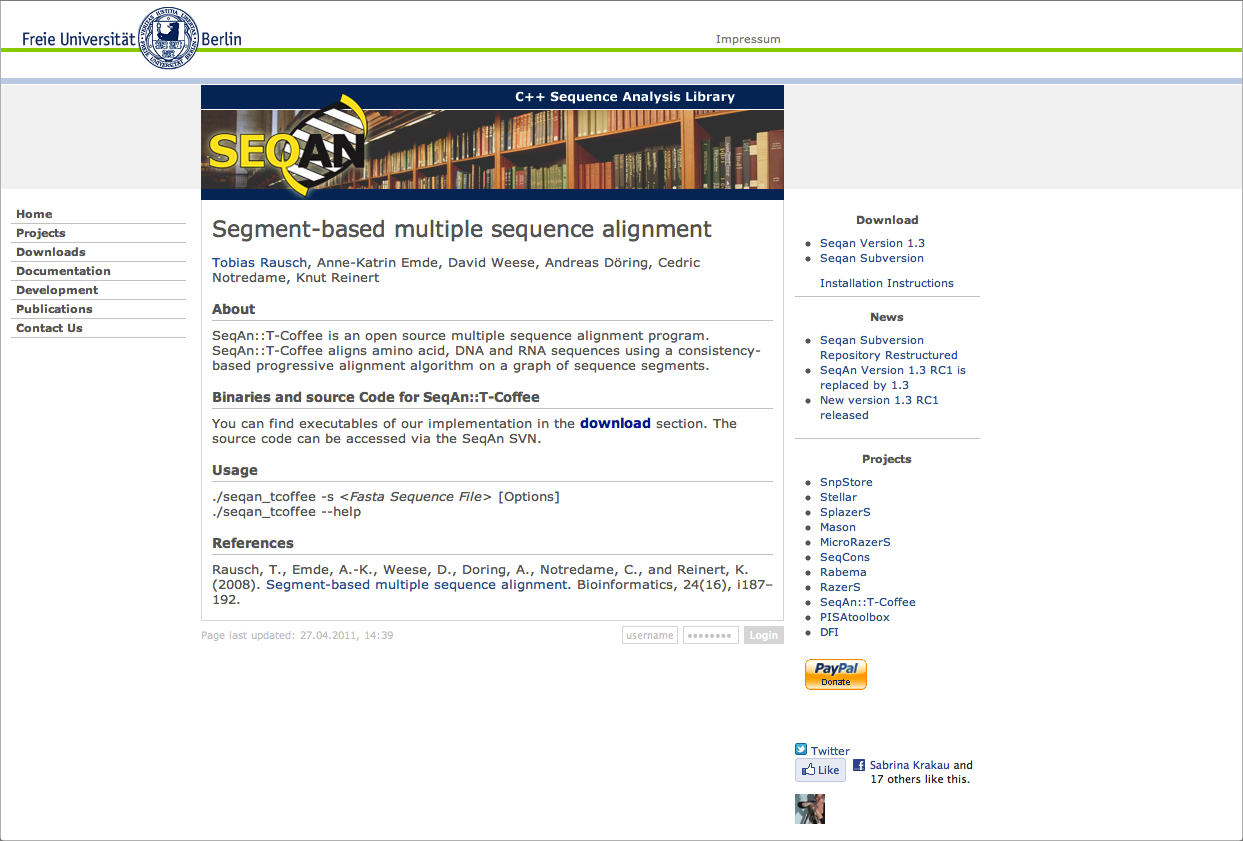 Freie Universität Berlin
Impressum
C++ Sequence Analysis Library
SEQAN
Home
Projects
Downloads
Documentation
Development
Publications
Contact Us
Segment-based multiple sequence alignment
Tobias Rausch, Anne-Katrin Emde, David Weese, Andreas Döring, Cedric
Notredame, Knut Reinert
About
SeqAn::T-Coffee is an open source multiple sequence alignment program.
SeqAn::T-Coffee aligns amino acid, DNA and RNA sequences using a consistency-
based progressive alignment algorithm on a graph of sequence segments.
Binaries and source Code for SeqAn::T-Coffee
You can find executables of our implementation in the download section. The
source code can be accessed via the SeqAn SVN.
Usage
./seqan_tcoffee -s <Fasta Sequence File> [Options]
./seqan_tcoffee --help
References
Rausch, T., Emde, A.-K., Weese, D., Doring, A., Notredame, C., and Reinert, K.
(2008). Segment-based multiple sequence alignment. Bioinformatics, 24(16), i187–
192.
Page last updated: 27.04.2011, 14:39
username
Login
Download
Seqan Version 1.3
Seqan Subversion
Installation Instructions
News
Seqan Subversion
Repository Restructured
SeqAn Version 1.3 RC1 is
replaced by 1.3
New version 1.3 RC1
released
Projects
SnpStore
Stellar
SplazerS
Mason
MicroRazerS
SeqCons
Rabema
RazerS
SeqAn::T-Coffee
PISAtoolbox
DFI
PayPal
Donate
Twitter
Like
Sabrina Krakau and
17 others like this.